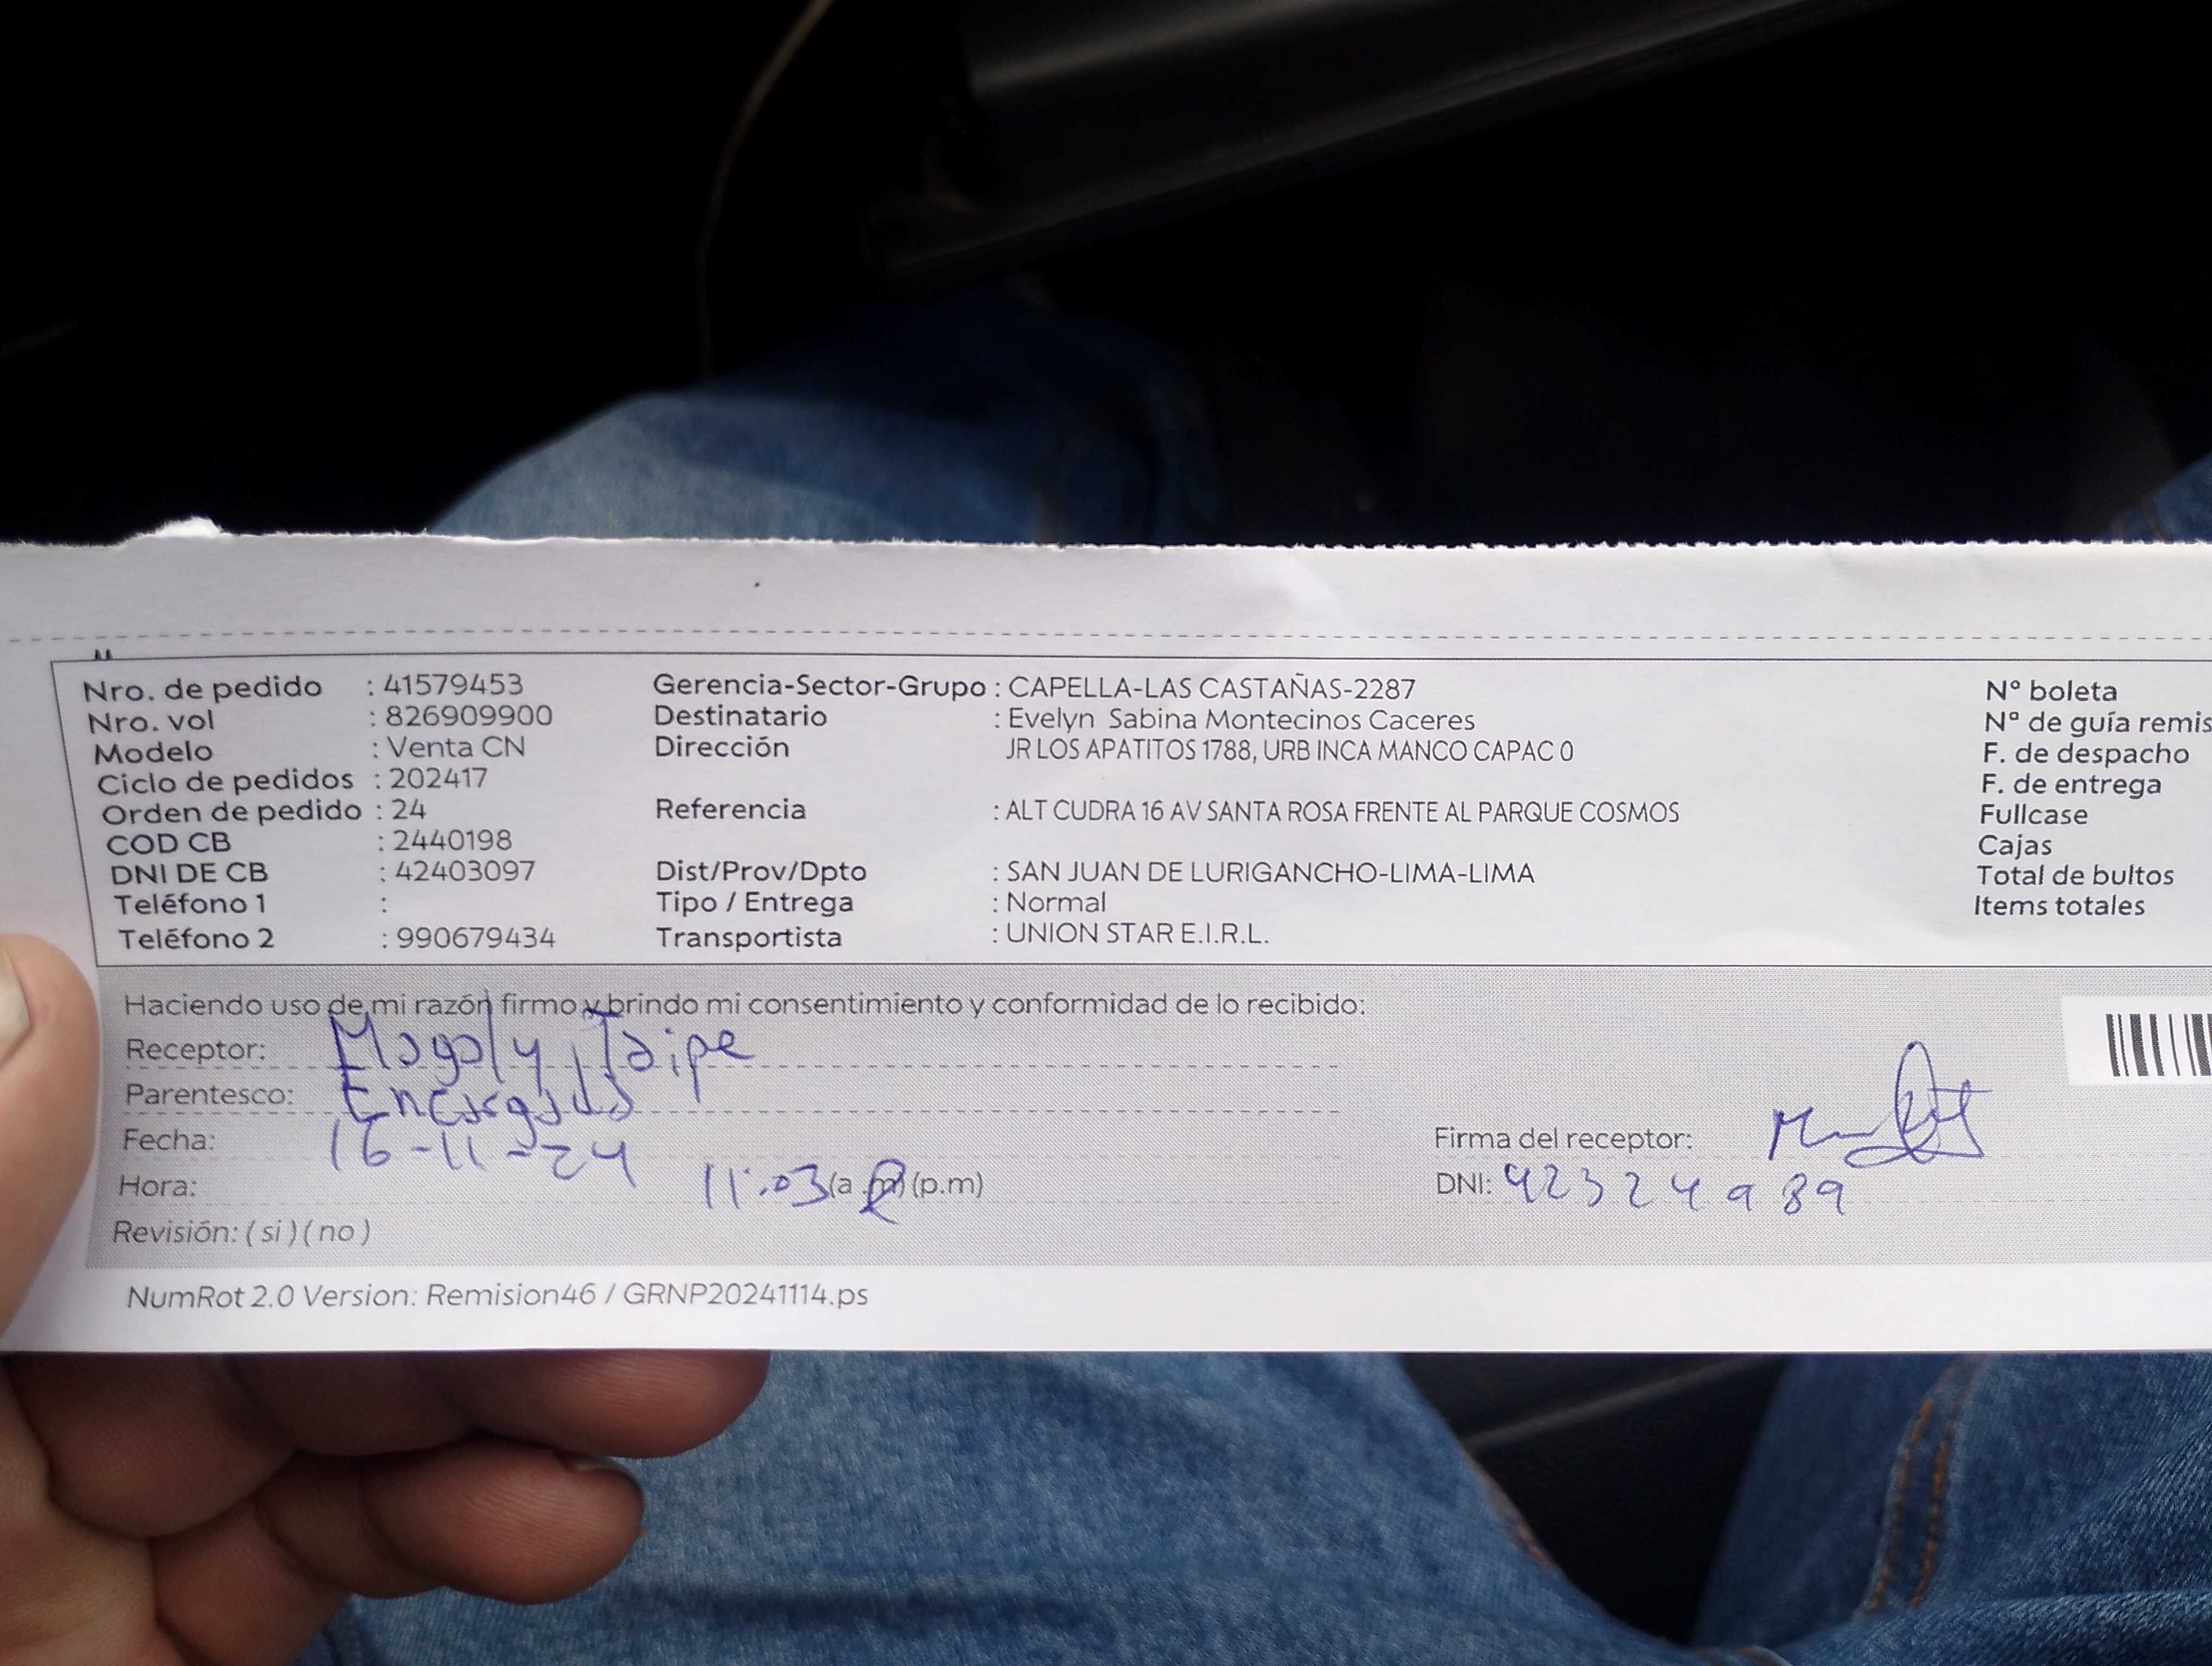 Nro. de pedido : 41579453 Gerencia-Sector-Grupo : CAPELLA-LAS CASTAÑAS-2287 N° boleta
Nro. vol : 826909900 Destinatario : Evelyn Sabina Montecinos Caceres N° de guía remis
Modelo : Venta CN Dirección JR LOS APATITOS 1788, URB INCA MANCO CAPAC 0 F. de despacho
Ciclo de pedidos : 202417 F. de entrega
Orden de pedido : 24 Referencia : ALT CUDRA 16 AV SANTA ROSA FRENTE AL PARQUE COSMOS Fullcase
COD CB : 2440198 Cajas
DNI DE CB : 42403097 Dist/Prov/Dpto : SAN JUAN DE LURIGANCHO-LIMA-LIMA Total de bultos
Teléfono 1 : Tipo / Entrega : Normal Items totales
Teléfono 2 : 990679434 Transportista : UNION STAR E.I.R.L.
Haciendo uso de mi razón firmo y brindo mi consentimiento y conformidad de lo recibido:
Receptor: Magaly Taipe
Parentesco: Encargada
Fecha: 16-11-24 Firma del receptor:
Hora: 11:03 (a.m) (p.m) DNI: 42324989
Revisión: ( si ) ( no )
NumRot 2.0 Version: Remision46 / GRNP20241114.ps